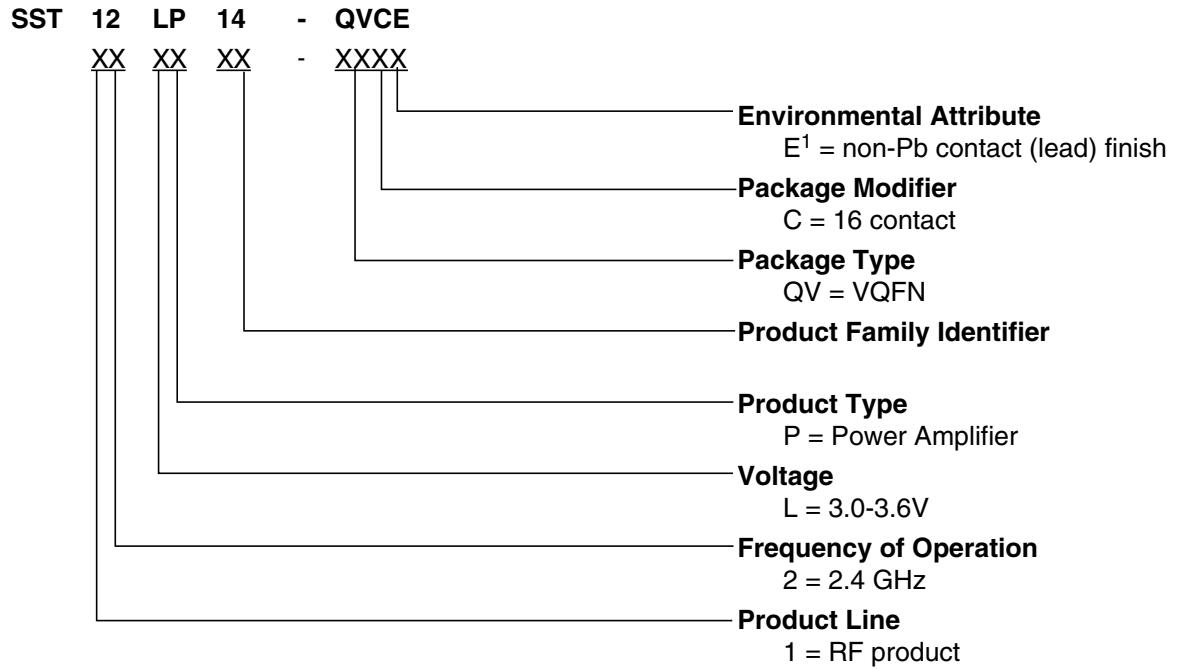 SST 12 LP 14 - QVCE
XX XX XX - XXXX
Environmental Attribute
E1 = non-Pb contact (lead) finish
Package Modifier
C = 16 contact
Package Type
QV = VQFN
Product Family Identifier
Product Type
P = Power Amplifier
Voltage
L = 3.0-3.6V
Frequency of Operation
2 = 2.4 GHz
Product Line
1 = RF product